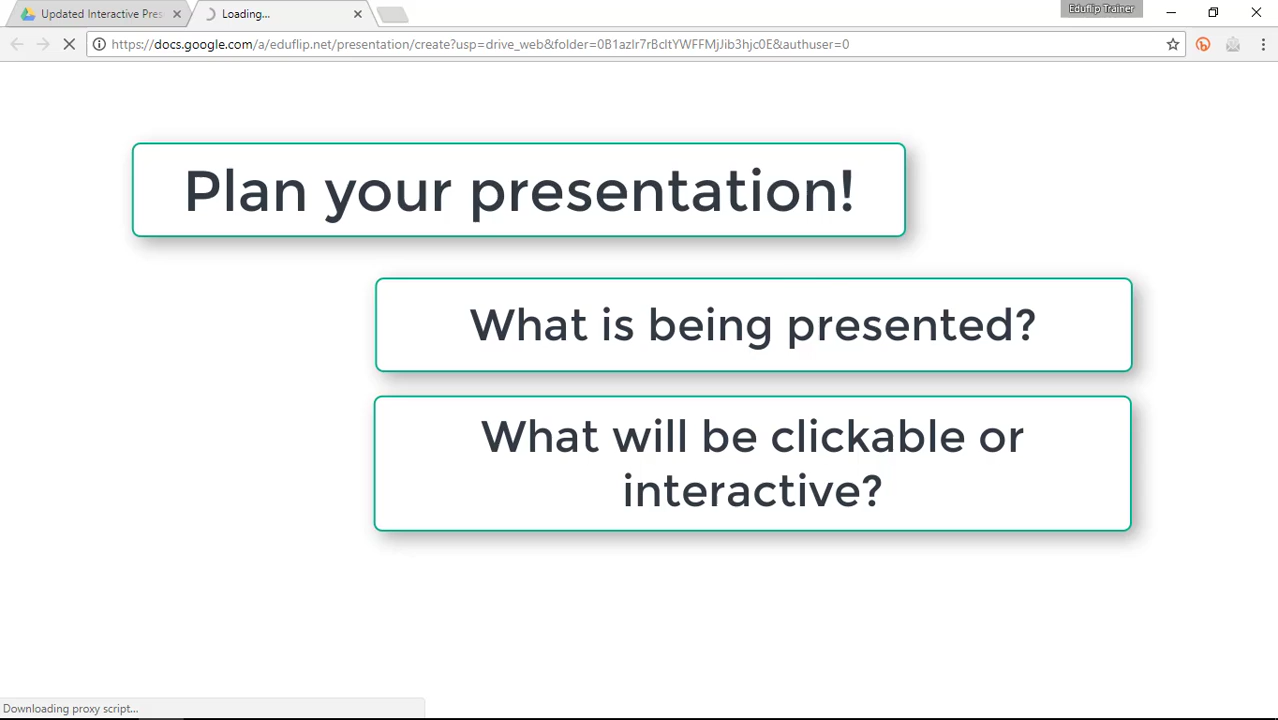 Updated Interactive Pres
Loading...
Eduflip Trainer
https://docs.google.com/a/eduflip.net/presentation/create?usp=drive_web&folder=0B1azlr7rBcltYWFFMjJib3hjc0E&authuser=0
Plan your presentation!
What is being presented?
What will be clickable or
interactive?
Downloading proxy script...